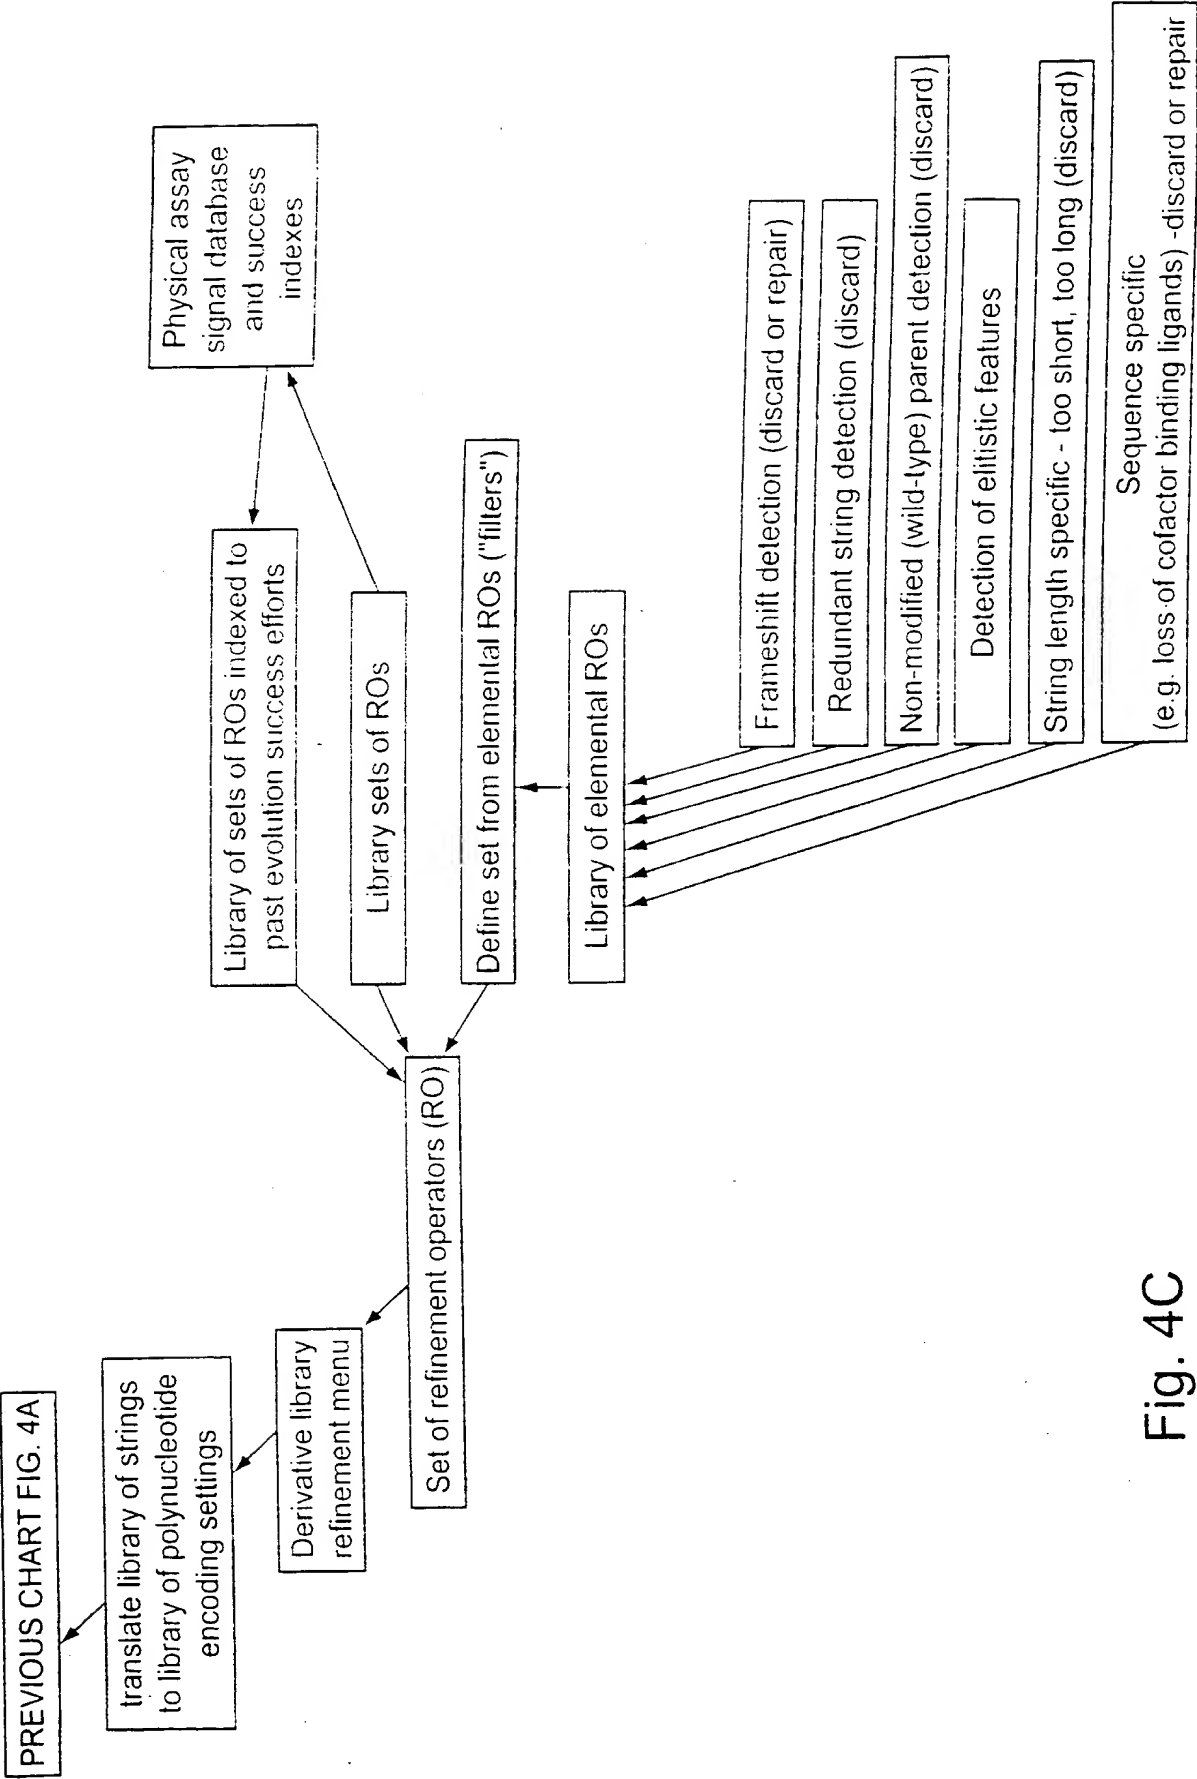 PREVIOUS CHART FIG. 4A
translate library of strings
to library of polynucleotide
encoding settings
Derivative library
refinement menu
Set of refinement operators (RO)
Library of sets of ROs indexed to
past evolution success efforts
Physical assay
signal database
and success
indexes
Library sets of ROs
Define set from elemental ROs ("filters")
Library of elemental ROs
Frameshift detection (discard or repair)
Redundant string detection (discard)
Non-modified (wild-type) parent detection (discard)
Detection of elitistic features
String length specific - too short, too long (discard)
Sequence specific
(e.g. loss of cofactor binding ligands) -discard or repair
Fig. 4C